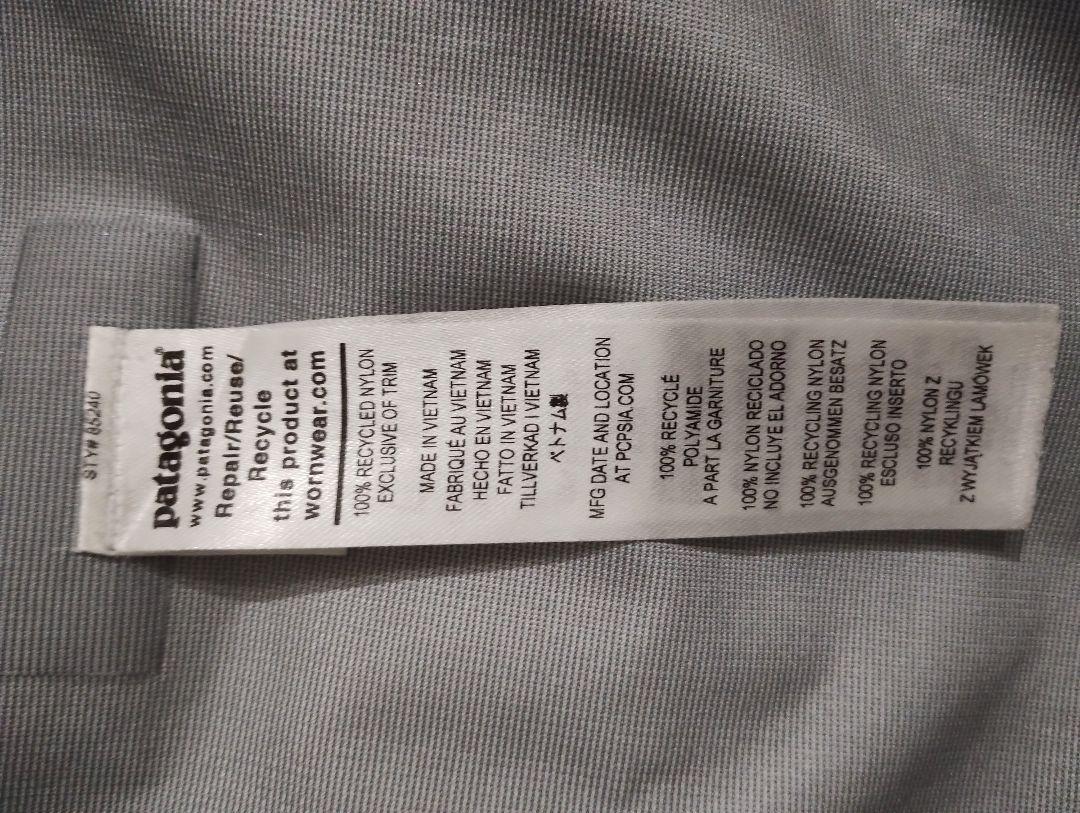 STY# 85240
patagonia®
www.patagonia.com
Repair/Reuse/
Recycle
this product at
wornwear.com
100% RECYCLED NYLON
EXCLUSIVE OF TRIM
MADE IN VIETNAM
FABRIQUÉ AU VIETNAM
HECHO EN VIETNAM
FATTO IN VIETNAM
TILLVERKAD I VIETNAM
ベトナム製
MFG DATE AND LOCATION
AT PCPSIA.COM
100% RECYCLÉ
POLYAMIDE
A PART LA GARNITURE
100% NYLON RECICLADO
NO INCLUYE EL ADORNO
100% RECYCLING NYLON
AUSGENOMMEN BESATZ
100% RECYCLING NYLON
ESCLUSO INSERTO
100% NYLON Z
RECYKLINGU
Z WYJĄTKIEM LAMÓWEK